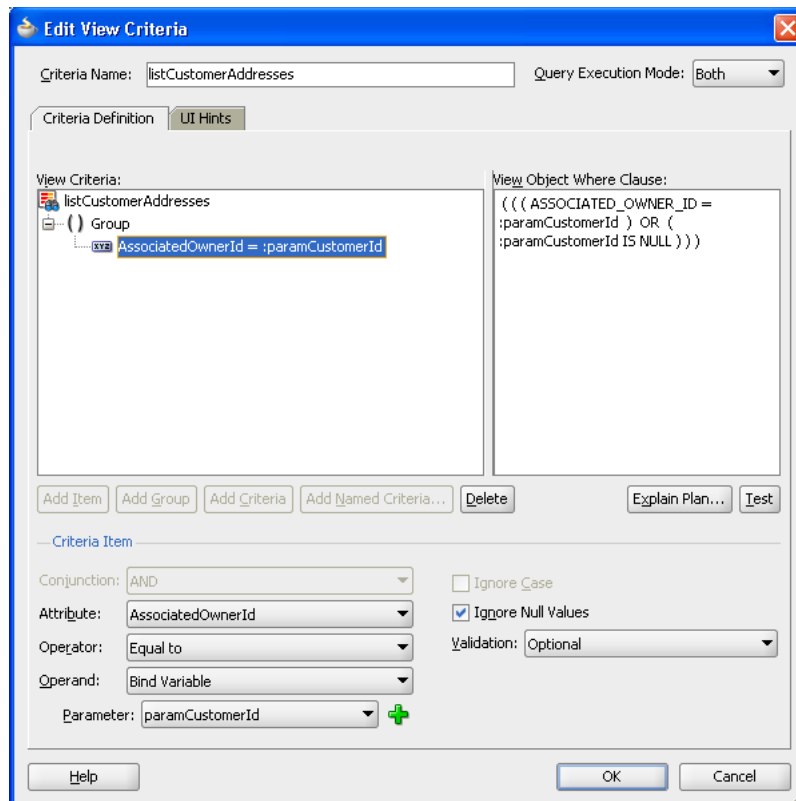 Edit View Criteria
Criteria Name: listCustomerAddresses Query Execution Mode: Both
Criteria Definition UI Hints
View Criteria: View Object Where Clause:
listCustomerAddresses
( ) Group
XYZ AssociatedOwnerId = :paramCustomerId
( ( ( ASSOCIATED_OWNER_ID =
:paramCustomerId ) OR (
:paramCustomerId IS NULL ) ) )
Add Item Add Group Add Criteria Add Named Criteria... Delete Explain Plan... Test
Criteria Item
Conjunction: AND Ignore Case
Attribute: AssociatedOwnerId Ignore Null Values
Operator: Equal to Validation: Optional
Operand: Bind Variable
Parameter: paramCustomerId
Help OK Cancel